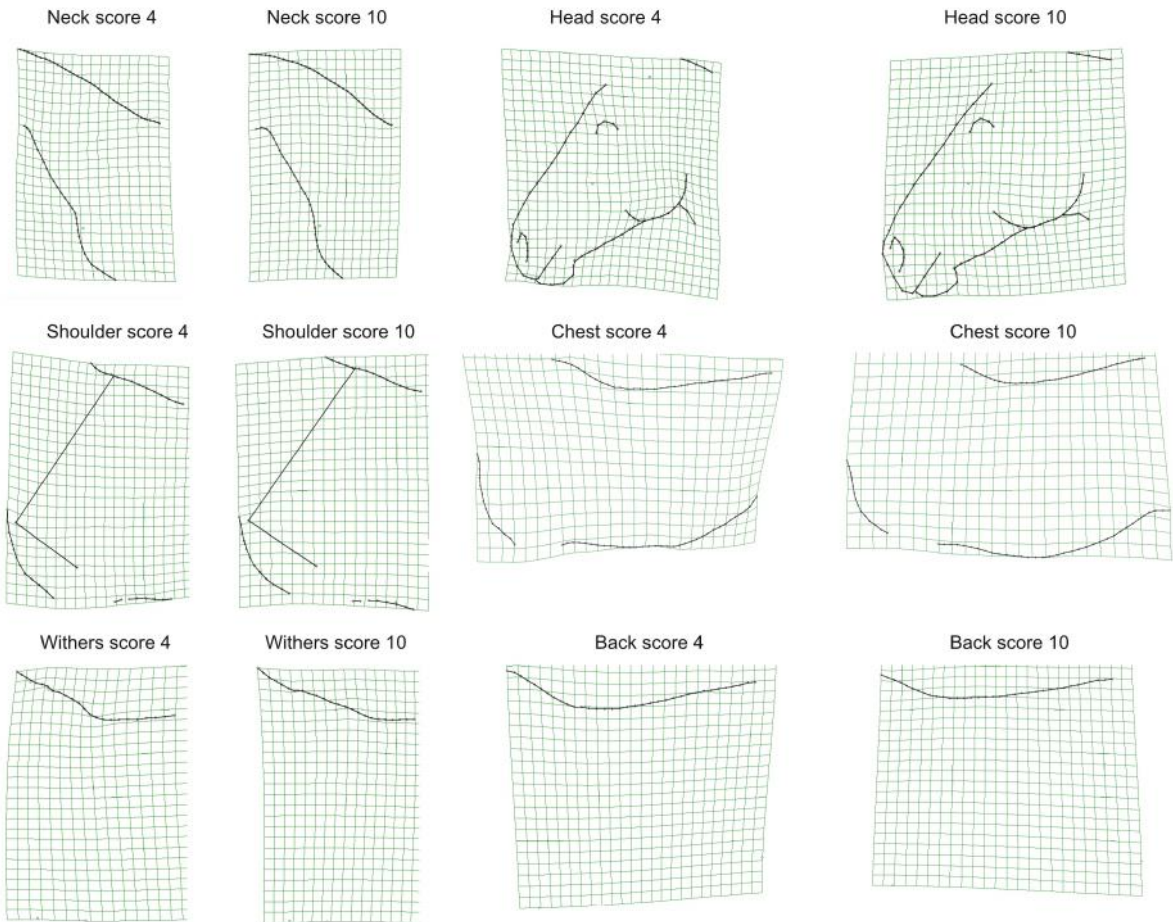 Neck score 4 Neck score 10 Head score 4 Head score 10
Shoulder score 4 Shoulder score 10 Chest score 4 Chest score 10
Withers score 4 Withers score 10 Back score 4 Back score 10